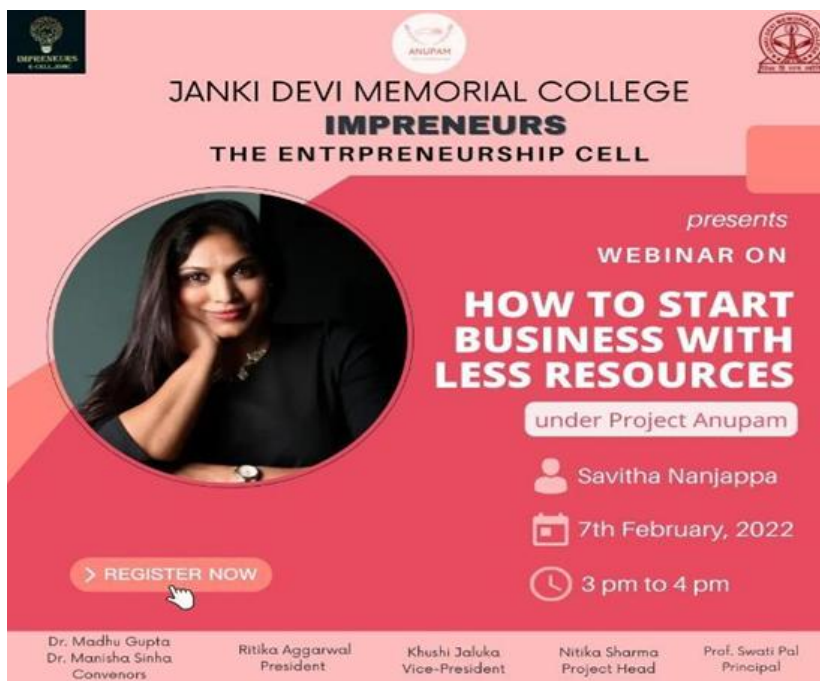 IMPRENEURS
E-CELL, JDMC
ANUPAM
JANKI DEVI MEMORIAL COLLEGE
IMPRENEURS
THE ENTRPRENEURSHIP CELL
presents
WEBINAR ON
HOW TO START
BUSINESS WITH
LESS RESOURCES
under Project Anupam
Savitha Nanjappa
7th February, 2022
3 pm to 4 pm
> REGISTER NOW
Dr. Madhu Gupta
Dr. Manisha Sinha
Convenors
Ritika Aggarwal
President
Khushi Jaluka
Vice-President
Nitika Sharma
Project Head
Prof. Swati Pal
Principal